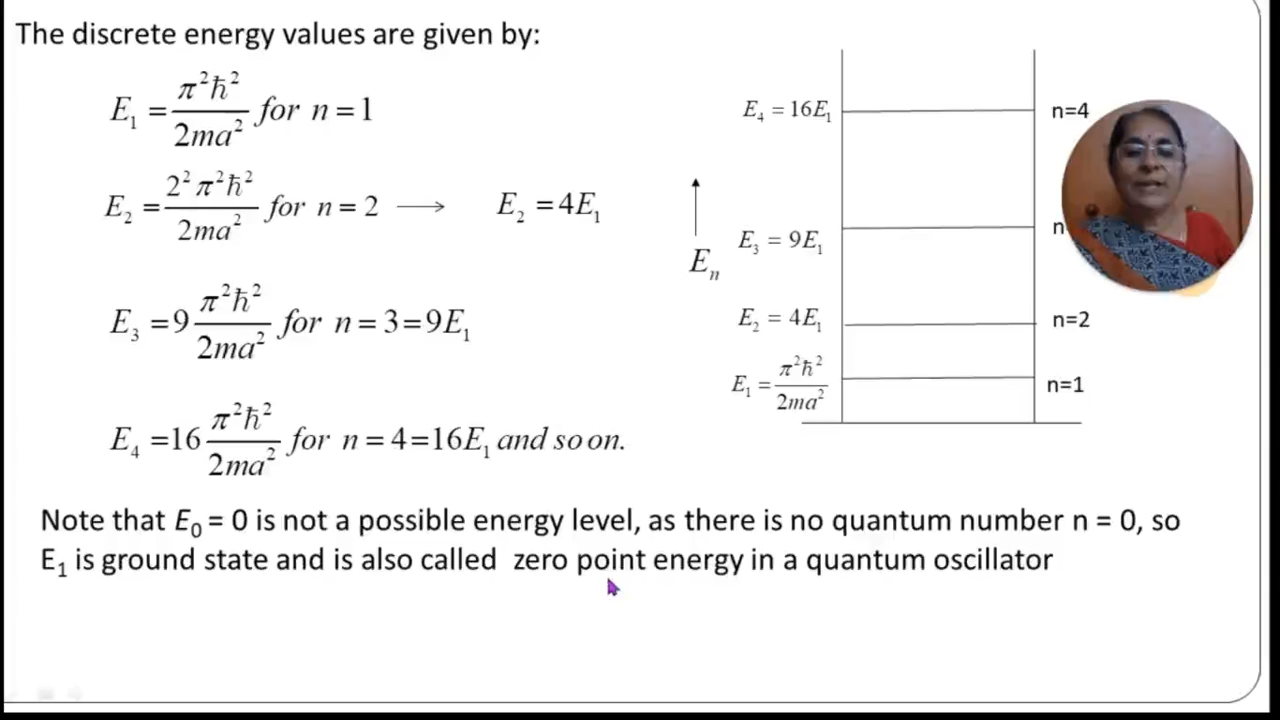 The discrete energy values are given by:
E₁ = π²ħ² / 2ma² for n = 1
E₂ = 2² π²ħ² / 2ma² for n = 2 ⟶ E₂ = 4E₁
E₃ = 9 π²ħ² / 2ma² for n = 3 = 9E₁
E₄ = 16 π²ħ² / 2ma² for n = 4 = 16E₁ and so on.
E₄ = 16E₁ n=4
Eₙ
E₃ = 9E₁ n
E₂ = 4E₁ n=2
E₁ = π²ħ² / 2ma² n=1
Note that E₀ = 0 is not a possible energy level, as there is no quantum number n = 0, so
E₁ is ground state and is also called zero point energy in a quantum oscillator